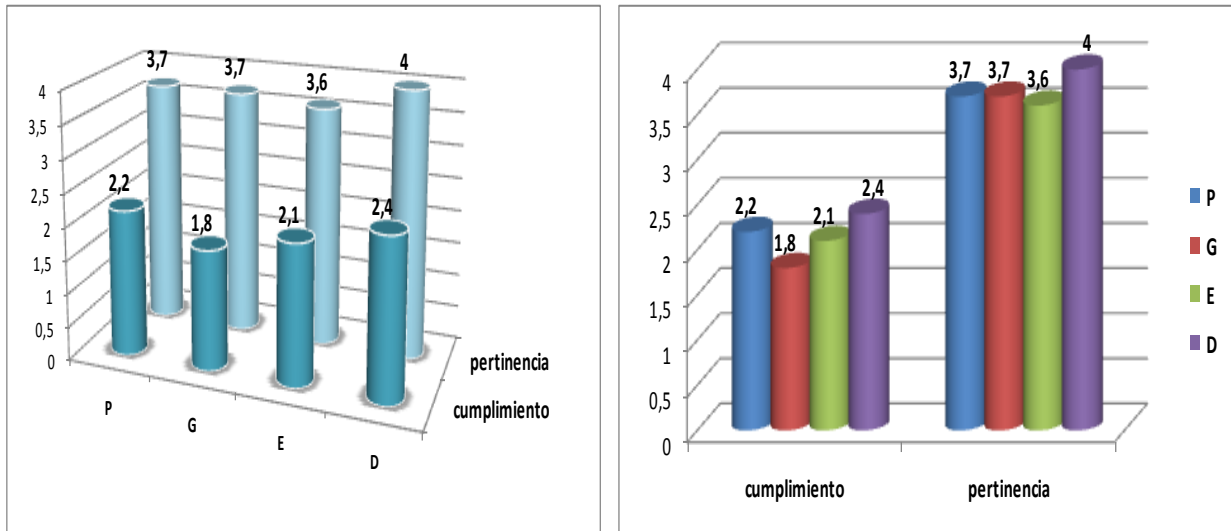 3,7 3,7 3,6 4
4
3,5
3
2,5
2
1,5
1
0,5
0
2,2 1,8 2,1 2,4
P G E D
pertinencia
cumplimiento
4
3,5
3
2,5
2
1,5
1
0,5
0
2,2 1,8 2,1 2,4
3,7 3,7 3,6 4
cumplimiento pertinencia
P
G
E
D